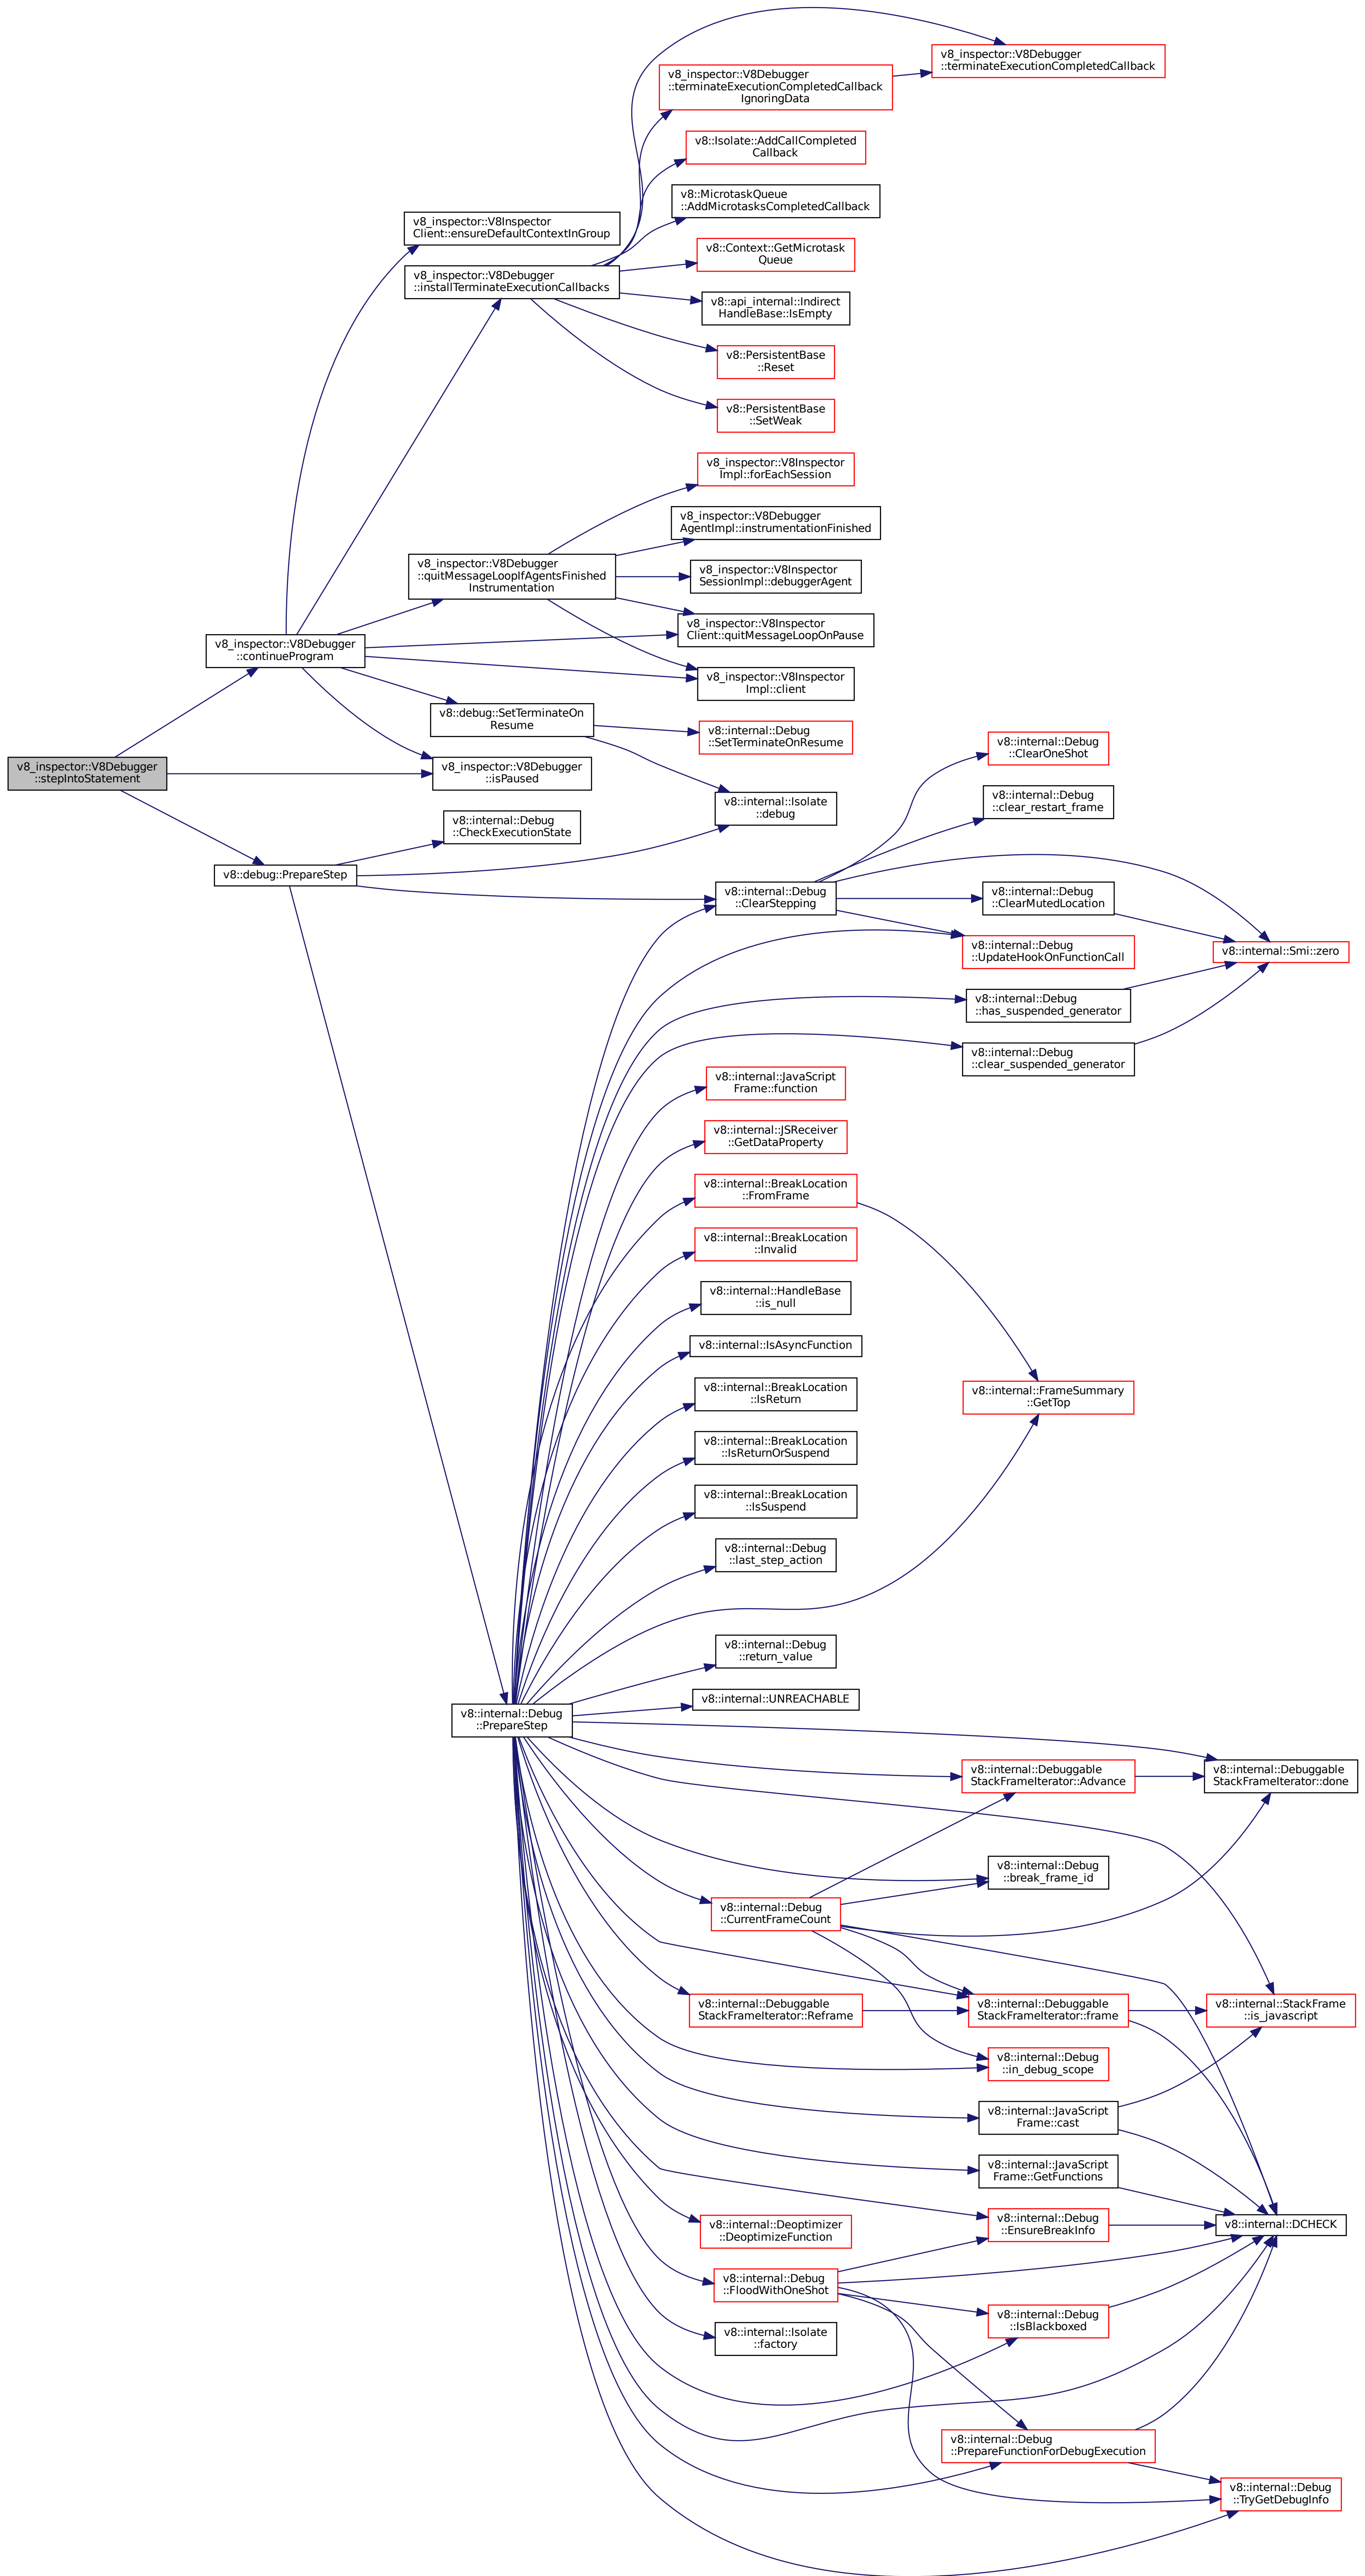 v8_inspector::V8Debugger
::terminateExecutionCompletedCallback
v8_inspector::V8Debugger
::terminateExecutionCompletedCallback
IgnoringData
v8::Isolate::AddCallCompleted
Callback
v8::MicrotaskQueue
::AddMicrotasksCompletedCallback
v8_inspector::V8Inspector
Client::ensureDefaultContextInGroup
v8::Context::GetMicrotask
Queue
v8_inspector::V8Debugger
::installTerminateExecutionCallbacks
v8::api_internal::Indirect
HandleBase::IsEmpty
v8::PersistentBase
::Reset
v8::PersistentBase
::SetWeak
v8_inspector::V8Inspector
Impl::forEachSession
v8_inspector::V8Debugger
AgentImpl::instrumentationFinished
v8_inspector::V8Debugger
::quitMessageLoopIfAgentsFinished
Instrumentation
v8_inspector::V8Inspector
SessionImpl::debuggerAgent
v8_inspector::V8Inspector
Client::quitMessageLoopOnPause
v8_inspector::V8Debugger
::continueProgram
v8_inspector::V8Inspector
Impl::client
v8::debug::SetTerminateOn
Resume
v8::internal::Debug
::SetTerminateOnResume
v8::internal::Debug
::ClearOneShot
v8_inspector::V8Debugger
::stepIntoStatement
v8_inspector::V8Debugger
::isPaused
v8::internal::Isolate
::debug
v8::internal::Debug
::clear_restart_frame
v8::internal::Debug
::CheckExecutionState
v8::debug::PrepareStep
v8::internal::Debug
::ClearStepping
v8::internal::Debug
::ClearMutedLocation
v8::internal::Debug
::UpdateHookOnFunctionCall
v8::internal::Smi::zero
v8::internal::Debug
::has_suspended_generator
v8::internal::Debug
::clear_suspended_generator
v8::internal::JavaScript
Frame::function
v8::internal::JSReceiver
::GetDataProperty
v8::internal::BreakLocation
::FromFrame
v8::internal::BreakLocation
::Invalid
v8::internal::HandleBase
::is_null
v8::internal::IsAsyncFunction
v8::internal::BreakLocation
::IsReturn
v8::internal::FrameSummary
::GetTop
v8::internal::BreakLocation
::IsReturnOrSuspend
v8::internal::BreakLocation
::IsSuspend
v8::internal::Debug
::last_step_action
v8::internal::Debug
::return_value
v8::internal::UNREACHABLE
v8::internal::Debug
::PrepareStep
v8::internal::Debuggable
StackFrameIterator::Advance
v8::internal::Debuggable
StackFrameIterator::done
v8::internal::Debug
::break_frame_id
v8::internal::Debug
::CurrentFrameCount
v8::internal::Debuggable
StackFrameIterator::Reframe
v8::internal::Debuggable
StackFrameIterator::frame
v8::internal::StackFrame
::is_javascript
v8::internal::Debug
::in_debug_scope
v8::internal::JavaScript
Frame::cast
v8::internal::JavaScript
Frame::GetFunctions
v8::internal::Deoptimizer
::DeoptimizeFunction
v8::internal::Debug
::EnsureBreakInfo
v8::internal::DCHECK
v8::internal::Debug
::FloodWithOneShot
v8::internal::Debug
::IsBlackboxed
v8::internal::Isolate
::factory
v8::internal::Debug
::PrepareFunctionForDebugExecution
v8::internal::Debug
::TryGetDebugInfo